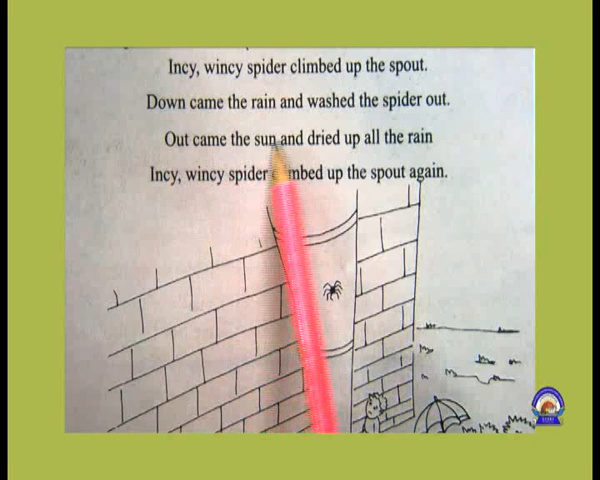 Incy, wincy spider climbed up the spout.
Down came the rain and washed the spider out.
Out came the sun and dried up all the rain
Incy, wincy spider mbed up the spout again.